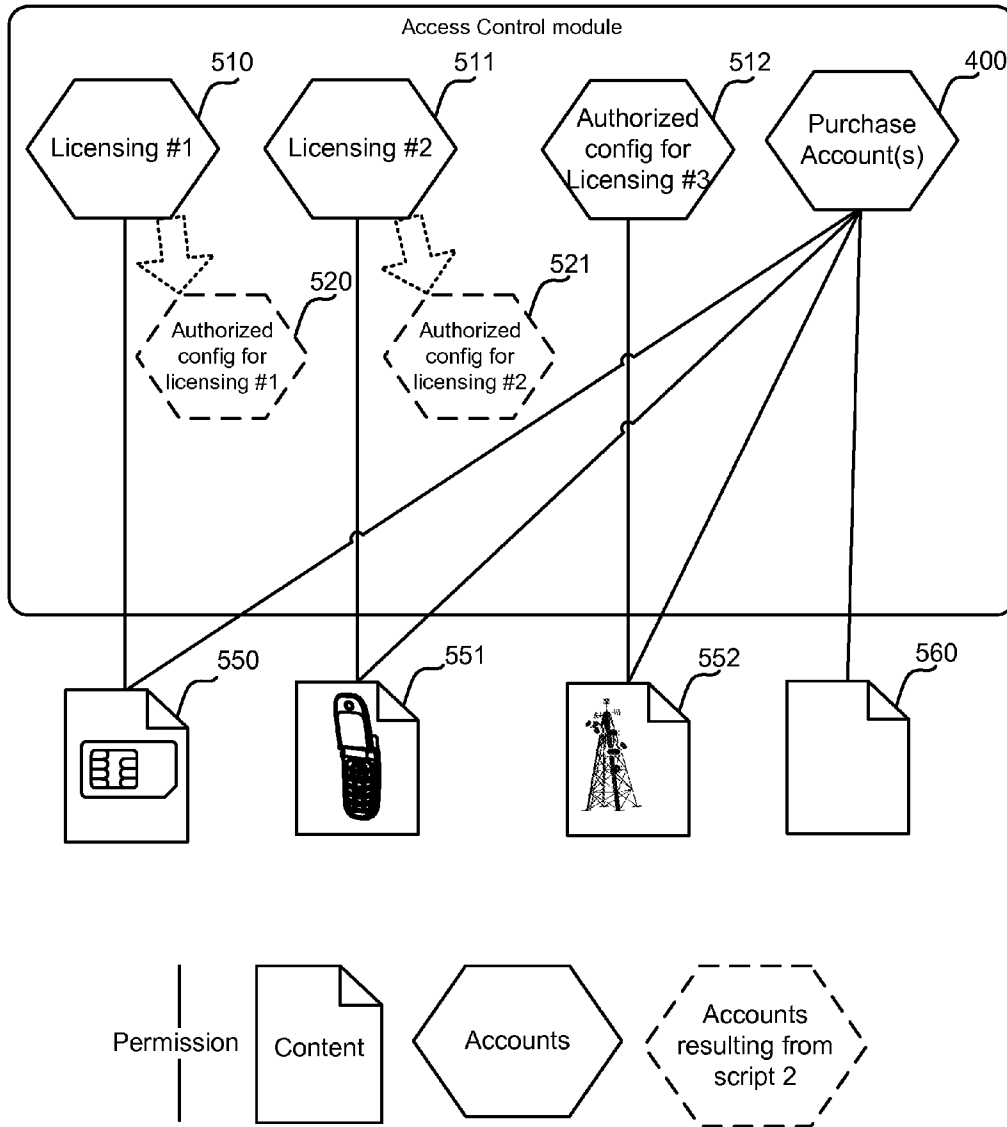 Access Control module
510
511
512
400
Licensing #1
Licensing #2
Authorized
config for
Licensing #3
Purchase
Account(s)
520
521
Authorized
config for
licensing #1
Authorized
config for
licensing #2
550
551
552
560
Permission
Content
Accounts
Accounts
resulting from
script 2